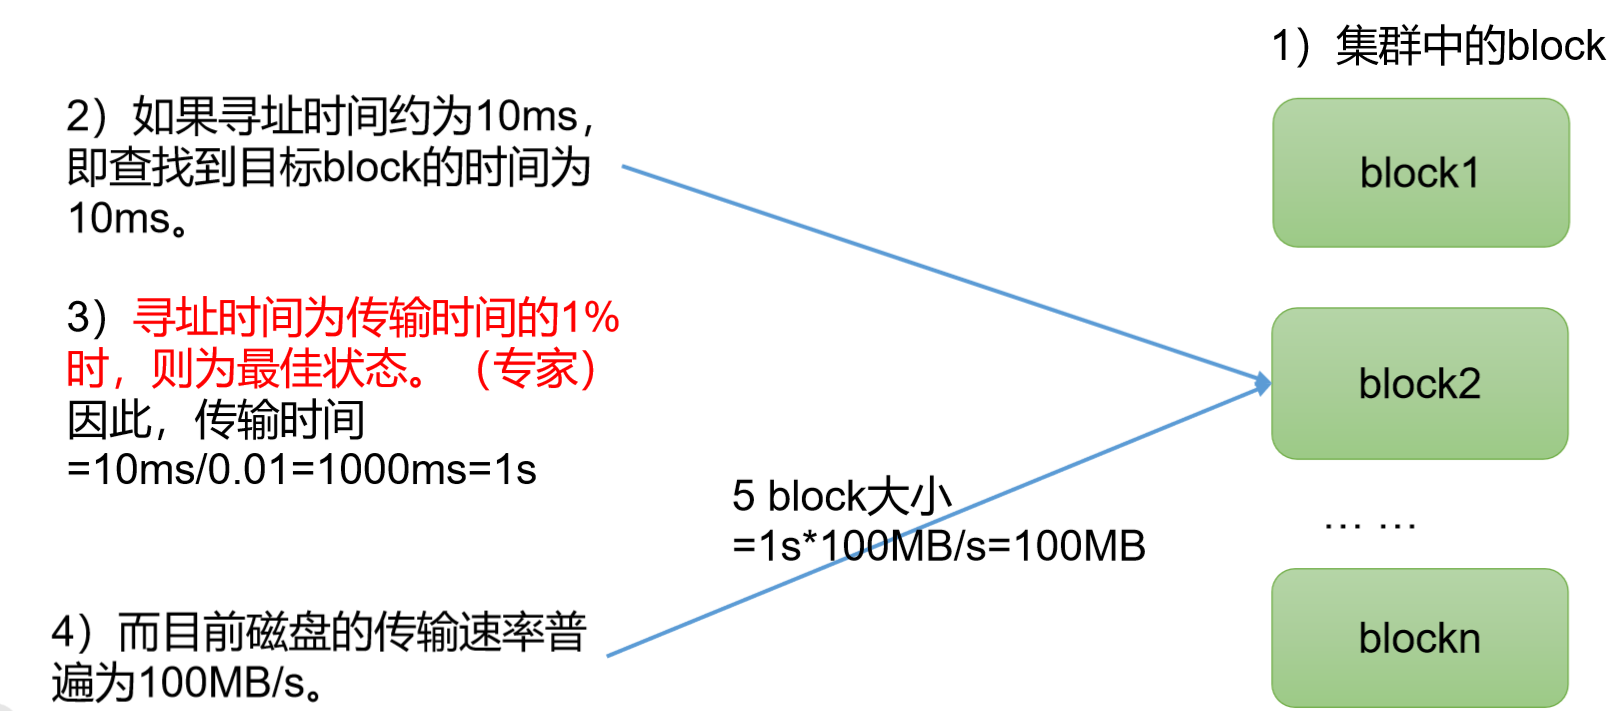 1）集群中的block
2）如果寻址时间约为10ms，
即查找到目标block的时间为
10ms。
3）寻址时间为传输时间的1%
时，则为最佳状态。（专家）
因此，传输时间
=10ms/0.01=1000ms=1s
4）而目前磁盘的传输速率普
遍为100MB/s。
5 block大小
=1s*100MB/s=100MB
block1
block2
... ...
blockn